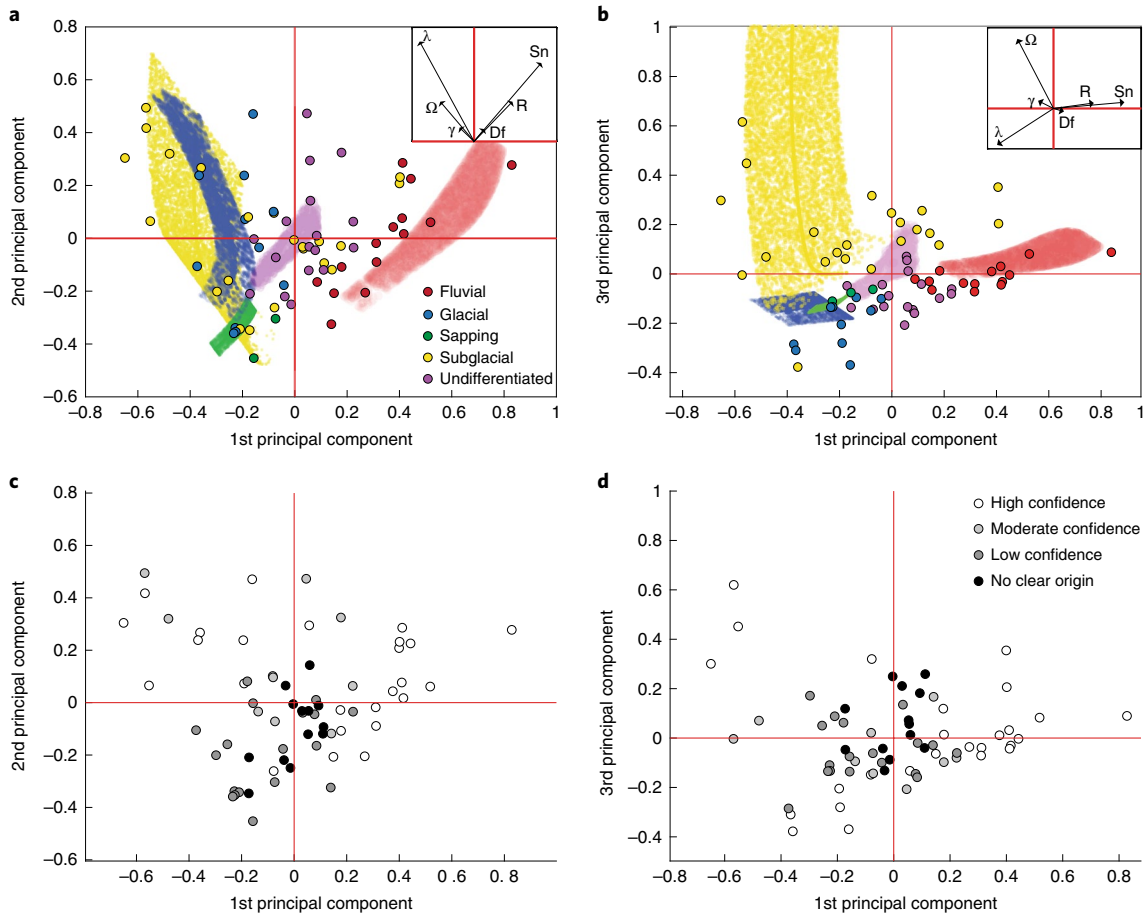 a
0.8
0.6
0.4
0.2
0
−0.2
−0.4
−0.6
−0.8 −0.6 −0.4 −0.2 0 0.2 0.4 0.6 0.8 1
2nd principal component
1st principal component
λ
Sn
Ω
R
γ
Df
Fluvial
Glacial
Sapping
Subglacial
Undifferentiated
b
1
0.8
0.6
0.4
0.2
0
−0.2
−0.4
−0.8 −0.6 −0.4 −0.2 0 0.2 0.4 0.6 0.8 1
3rd principal component
1st principal component
Ω
γ
R
Sn
Df
λ
c
0.8
0.6
0.4
0.2
0
−0.2
−0.4
−0.6
−0.6 −0.4 −0.2 0 0.2 0.4 0.6 0.8 1
2nd principal component
1st principal component
d
1
0.8
0.6
0.4
0.2
0
−0.2
−0.4
−0.5
−0.6 −0.4 −0.2 0 0.2 0.4 0.6 0.8
3rd principal component
1st principal component
High confidence
Moderate confidence
Low confidence
No clear origin